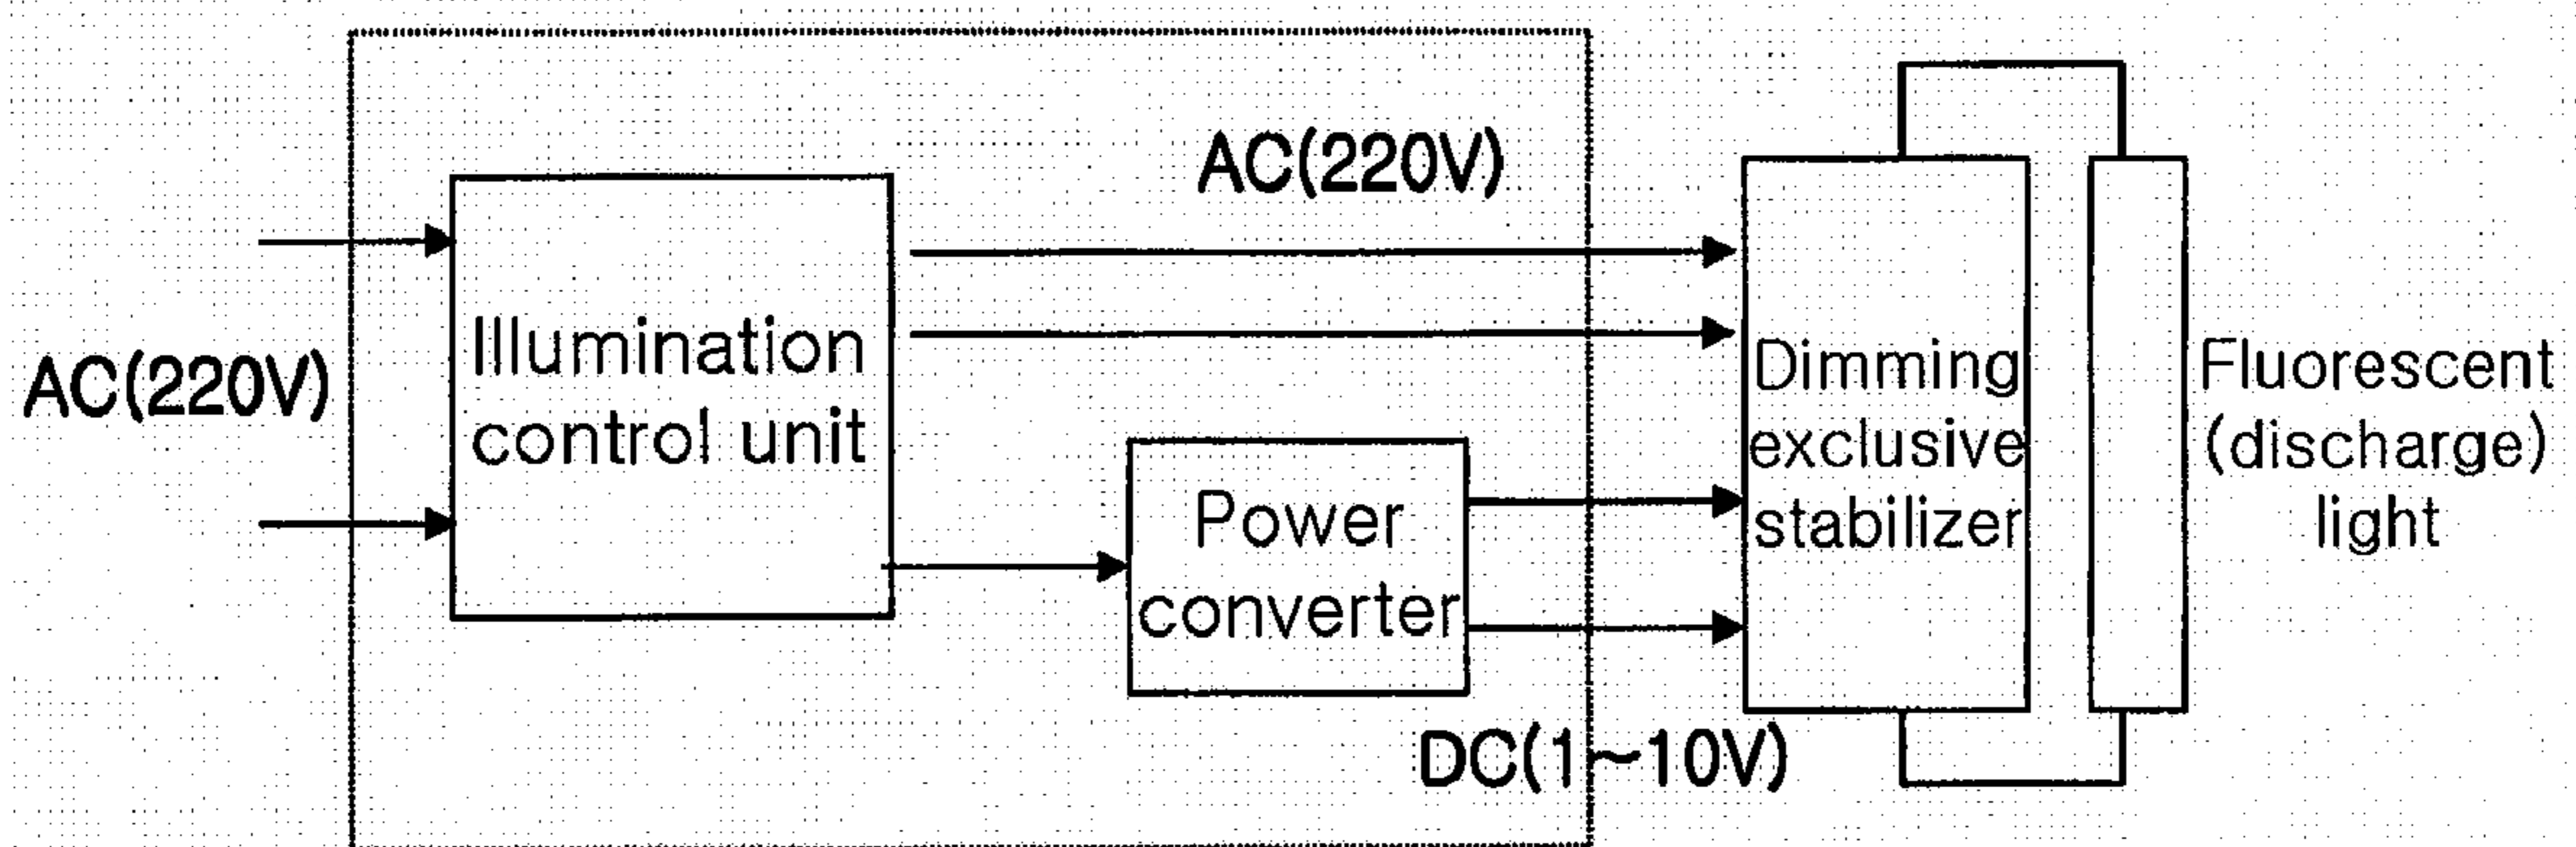 AC(220V)
Illumination
control unit
AC(220V)
Power
converter
DC(1~10V)
Dimming
exclusive
stabilizer
Fluorescent
(discharge)
light